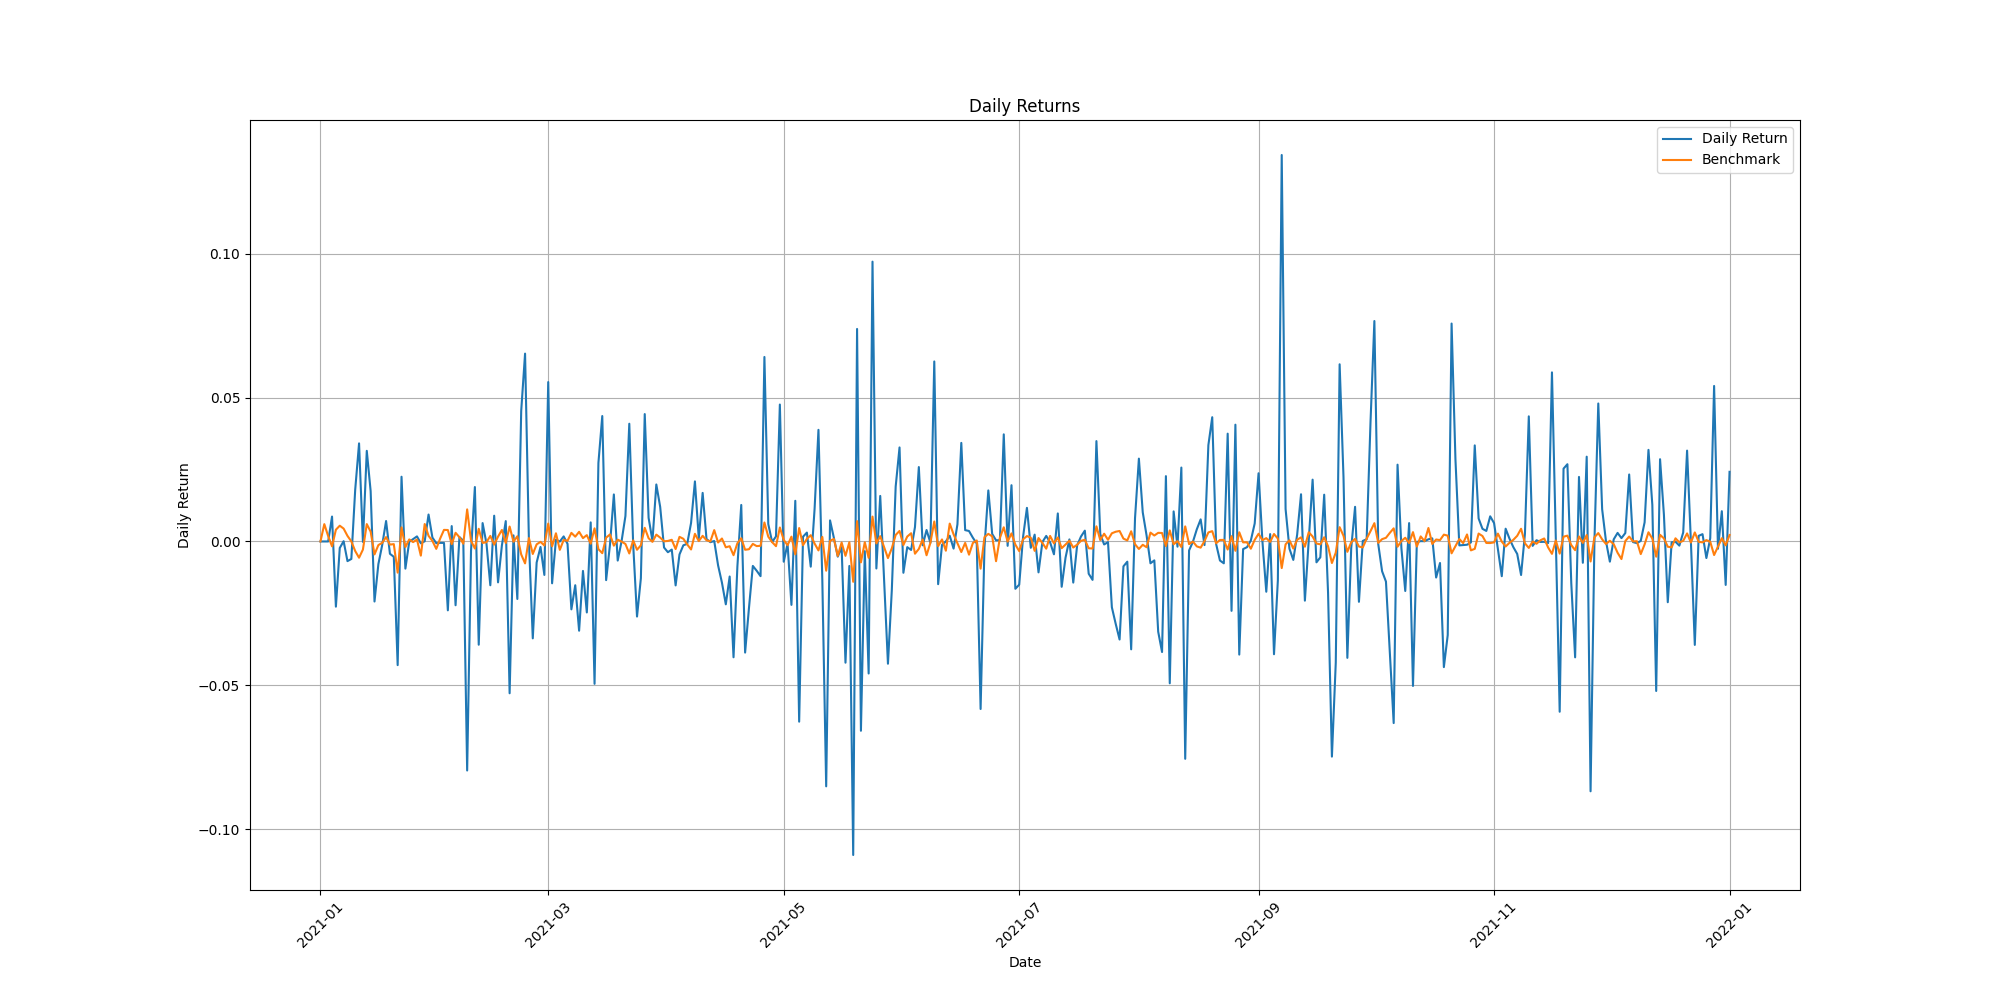 Daily Returns
Daily Return
Benchmark
Daily Return
0.10
0.05
0.00
−0.05
−0.10
2021-01
2021-03
2021-05
2021-07
2021-09
2021-11
2022-01
Date